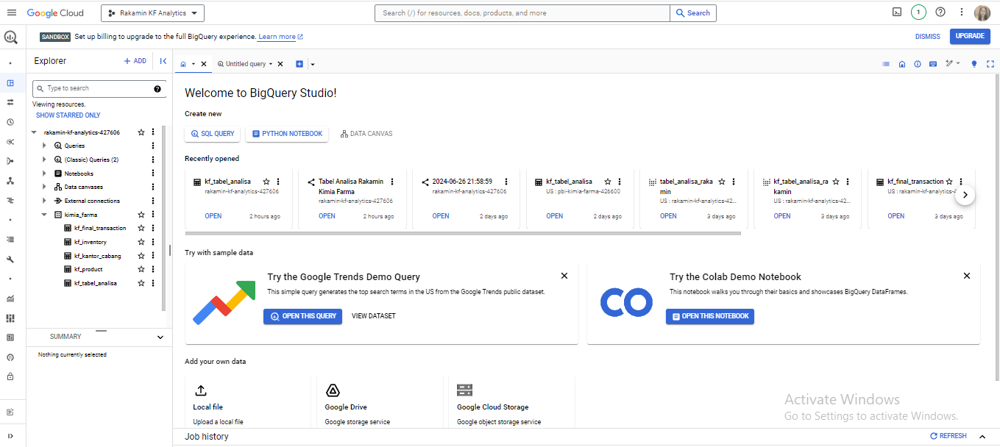 Google Cloud
Rakamin KF Analytics
Search (/) for resources, docs, products, and more
Search
1
SANDBOX Set up billing to upgrade to the full BigQuery experience. Learn more
DISMISS
UPGRADE
Explorer
+ ADD
Untitled query
Type to search
Viewing resources.
SHOW STARRED ONLY
rakamin-kf-analytics-427606
Queries
(Classic) Queries (2)
Notebooks
Data canvases
External connections
kimia_farma
kf_final_transaction
kf_inventory
kf_kantor_cabang
kf_product
kf_tabel_analisa
SUMMARY
Nothing currently selected
Welcome to BigQuery Studio!
Create new
SQL QUERY
PYTHON NOTEBOOK
DATA CANVAS
Recently opened
kf_tabel_analisa
rakamin-kf-analytics-427606
OPEN
2 hours ago
Tabel Analisa Rakamin
Kimia Farma
rakamin-kf-analytics-427606
OPEN
2 hours ago
2024-06-26 21:58:59
rakamin-kf-analytics-427606
OPEN
2 days ago
kf_tabel_analisa
US : pbi-kimia-farma-426600
OPEN
2 days ago
tabel_analisa_raka
min
US : rakamin-kf-analytics-42...
OPEN
3 days ago
kf_tabel_analisa_ra
kamin
US : rakamin-kf-analytics-42...
OPEN
3 days ago
kf_final_transaction
US : rakamin-kf-analytics-4
OPEN
3 days ago
Try with sample data
Try the Google Trends Demo Query
This simple query generates the top search terms in the US from the Google Trends public dataset.
OPEN THIS QUERY
VIEW DATASET
Try the Colab Demo Notebook
This notebook walks you through their basics and showcases BigQuery DataFrames.
OPEN THIS NOTEBOOK
Add your own data
Local file
Upload a local file
Google Drive
Google storage service
Google Cloud Storage
Google object storage service
Activate Windows
Go to Settings to activate Windows.
Job history
REFRESH